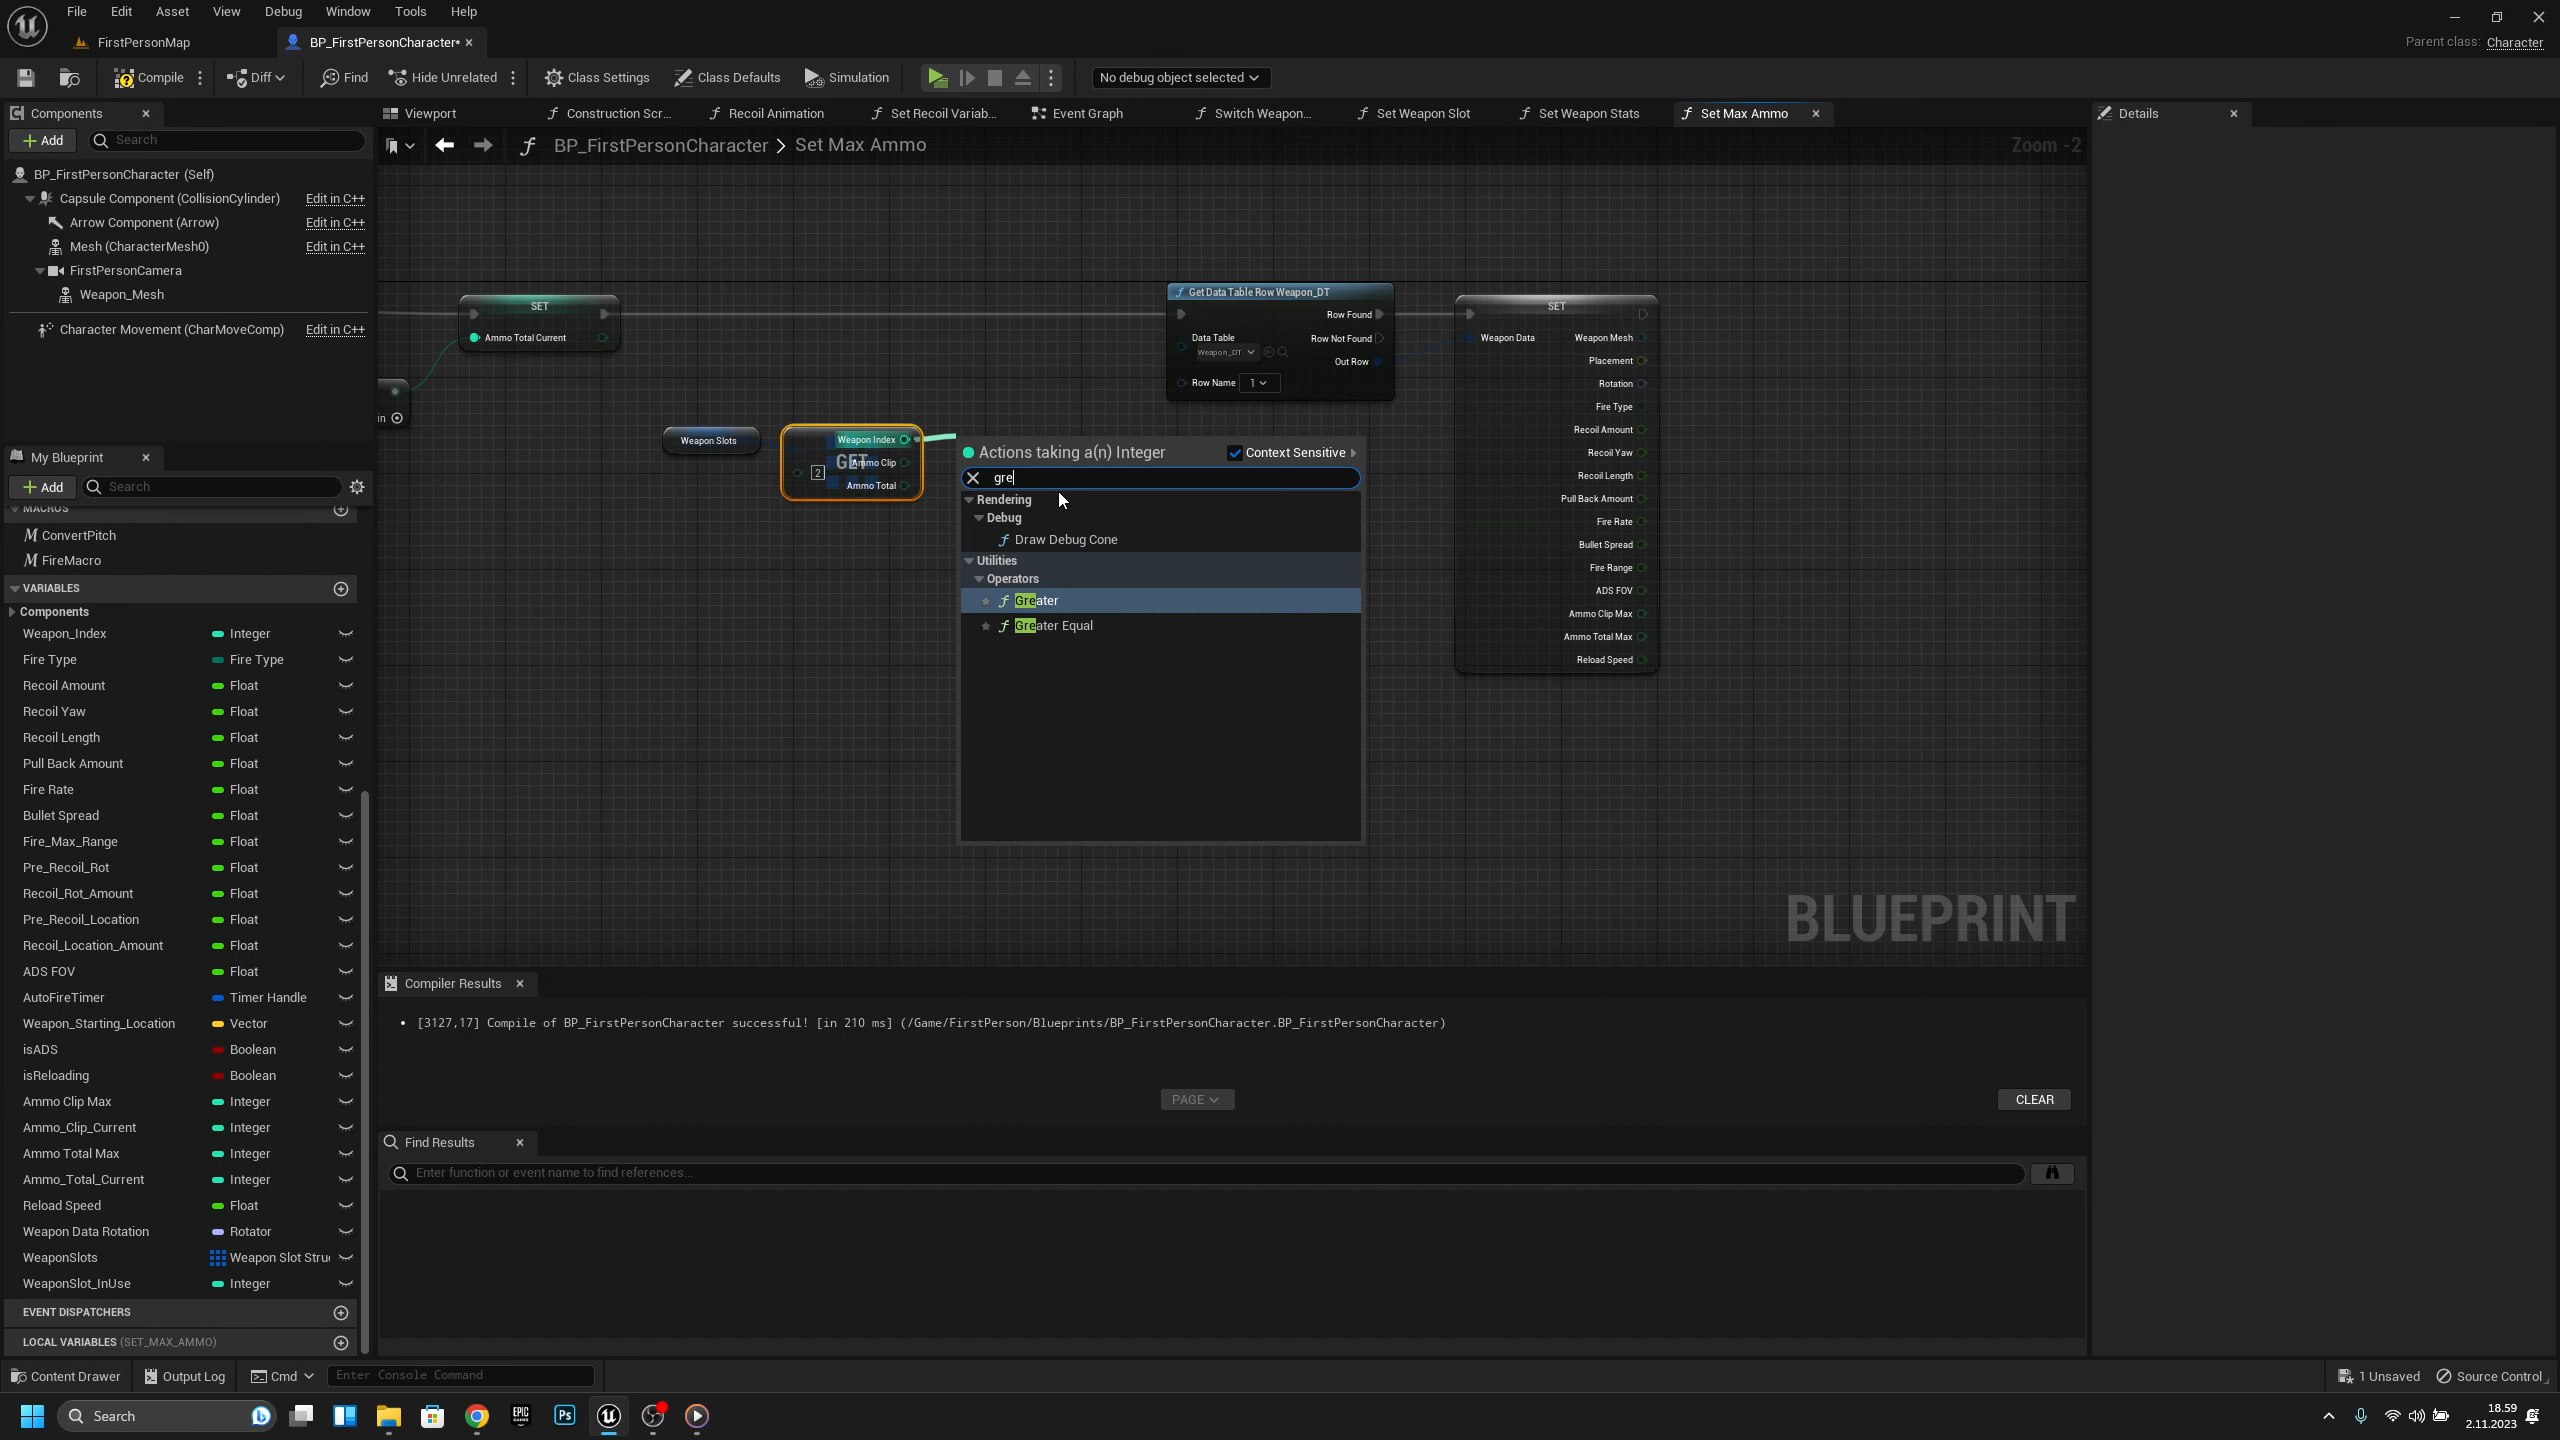 File Edit Asset View Debug Window Tools Help
FirstPersonMap
BP_FirstPersonCharacter*
Parent class: Character
Compile
Diff
Find
Hide Unrelated
Class Settings
Class Defaults
Simulation
No debug object selected
Components
Add
Search
BP_FirstPersonCharacter (Self)
Capsule Component (CollisionCylinder) Edit in C++
Arrow Component (Arrow) Edit in C++
Mesh (CharacterMesh0) Edit in C++
FirstPersonCamera
Weapon_Mesh
Character Movement (CharMoveComp) Edit in C++
My Blueprint
Add
Search
MACROS
ConvertPitch
FireMacro
VARIABLES
Components
Weapon_Index Integer
Fire Type Fire Type
Recoil Amount Float
Recoil Yaw Float
Recoil Length Float
Pull Back Amount Float
Fire Rate Float
Bullet Spread Float
Fire_Max_Range Float
Pre_Recoil_Rot Float
Recoil_Rot_Amount Float
Pre_Recoil_Location Float
Recoil_Location_Amount Float
ADS FOV Float
AutoFireTimer Timer Handle
Weapon_Starting_Location Vector
isADS Boolean
isReloading Boolean
Ammo Clip Max Integer
Ammo_Clip_Current Integer
Ammo Total Max Integer
Ammo_Total_Current Integer
Reload Speed Float
Weapon Data Rotation Rotator
WeaponSlots Weapon Slot Stru
WeaponSlot_InUse Integer
EVENT DISPATCHERS
LOCAL VARIABLES (SET_MAX_AMMO)
Viewport
Construction Scr...
Recoil Animation
Set Recoil Variab...
Event Graph
Switch Weapon...
Set Weapon Slot
Set Weapon Stats
Set Max Ammo
BP_FirstPersonCharacter > Set Max Ammo
Zoom -2
SET
Ammo Total Current
in
Weapon Slots
Weapon Index
GET
Ammo Clip
2
Ammo Total
Get Data Table Row Weapon_DT
Row Found
Data Table
Weapon_DT
Row Not Found
Out Row
Row Name 1
SET
Weapon Data
Weapon Mesh
Placement
Rotation
Fire Type
Recoil Amount
Recoil Yaw
Recoil Length
Pull Back Amount
Fire Rate
Bullet Spread
Fire Range
ADS FOV
Ammo Clip Max
Ammo Total Max
Reload Speed
Actions taking a(n) Integer
Context Sensitive
gre
Rendering
Debug
Draw Debug Cone
Utilities
Operators
Greater
Greater Equal
BLUEPRINT
Compiler Results
[3127,17] Compile of BP_FirstPersonCharacter successful! [in 210 ms] (/Game/FirstPerson/Blueprints/BP_FirstPersonCharacter.BP_FirstPersonCharacter)
PAGE
CLEAR
Find Results
Enter function or event name to find references...
Details
Content Drawer
Output Log
Cmd
Enter Console Command
1 Unsaved
Source Control
Search
EPIC GAMES
Ps
18.59
2.11.2023